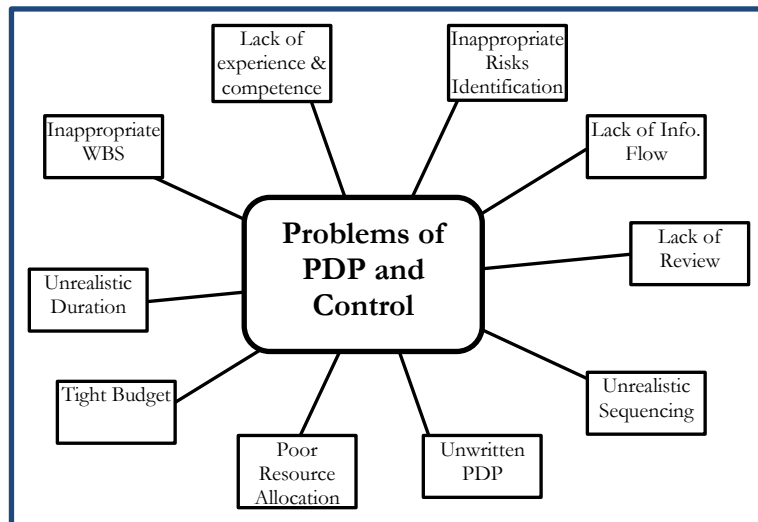 Lack of
experience &
competence
Inappropriate
Risks
Identification
Inappropriate
WBS
Lack of Info.
Flow
Problems of
PDP and
Control
Lack of
Review
Unrealistic
Duration
Tight Budget
Unrealistic
Sequencing
Poor
Resource
Allocation
Unwritten
PDP